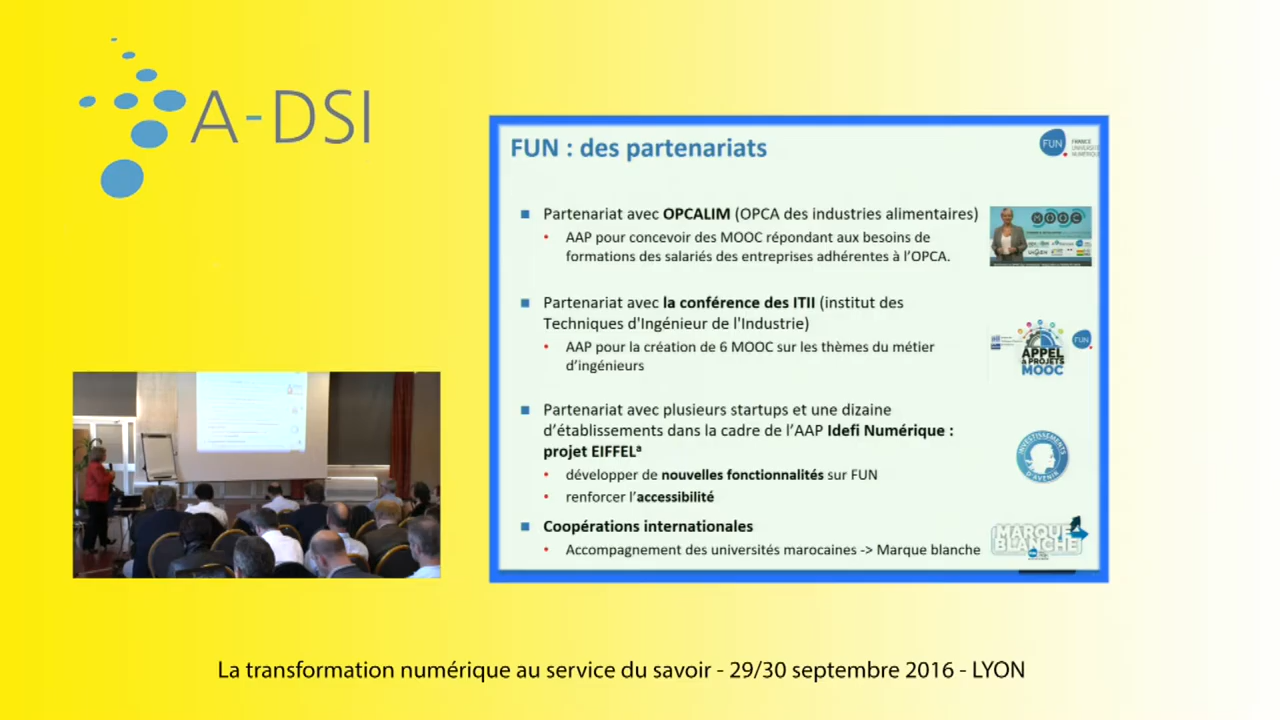 A-DSI
FUN : des partenariats
FUN
FRANCE
UNIVERSITÉ
NUMÉRIQUE
Partenariat avec OPCALIM (OPCA des industries alimentaires)
AAP pour concevoir des MOOC répondant aux besoins de
formations des salariés des entreprises adhérentes à l’OPCA.
MOOC
Partenariat avec la conférence des ITII (institut des
Techniques d'Ingénieur de l'Industrie)
AAP pour la création de 6 MOOC sur les thèmes du métier
d’ingénieurs
APPEL
À PROJETS
MOOC
FUN
Partenariat avec plusieurs startups et une dizaine
d’établissements dans la cadre de l’AAP Idefi Numérique :
projet EIFFELª
développer de nouvelles fonctionnalités sur FUN
renforcer l’accessibilité
INVESTISSEMENTS
D'AVENIR
Coopérations internationales
Accompagnement des universités marocaines -> Marque blanche
MARQUE
BLANCHE
La transformation numérique au service du savoir - 29/30 septembre 2016 - LYON